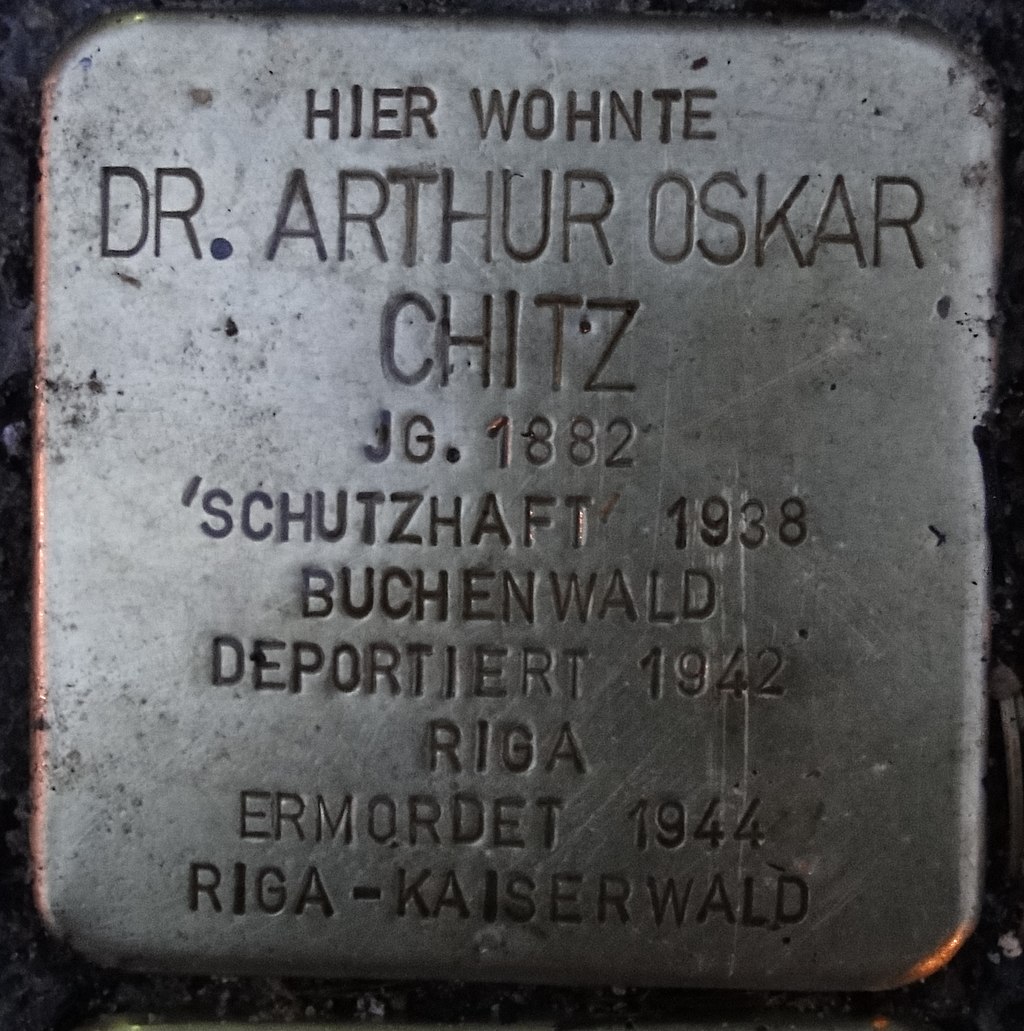 HIER WOHNTE
DR. ARTHUR OSKAR
CHITZ
JG. 1882
'SCHUTZHAFT' 1938
BUCHENWALD
DEPORTIERT 1942
RIGA
ERMORDET 1944
RIGA-KAISERWALD